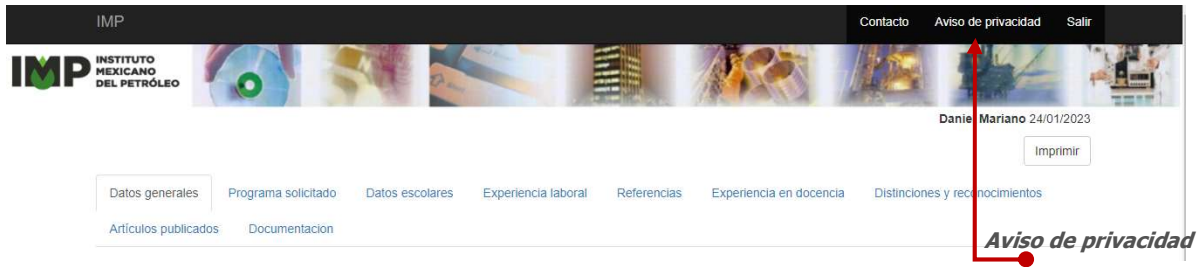 IMP
Contacto Aviso de privacidad Salir
IMP INSTITUTO
MEXICANO
DEL PETRÓLEO
Daniel Mariano 24/01/2023
Imprimir
Datos generales Programa solicitado Datos escolares Experiencia laboral Referencias Experiencia en docencia Distinciones y reconocimientos
Artículos publicados Documentacion
Aviso de privacidad